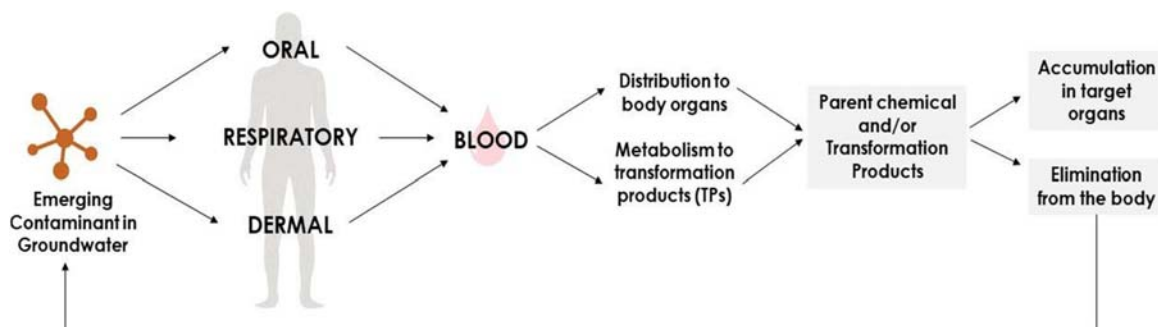 Emerging
Contaminant in
Groundwater
ORAL
RESPIRATORY
DERMAL
BLOOD
Distribution to
body organs
Metabolism to
transformation
products (TPs)
Parent chemical
and/or
Transformation
Products
Accumulation
in target
organs
Elimination
from the body